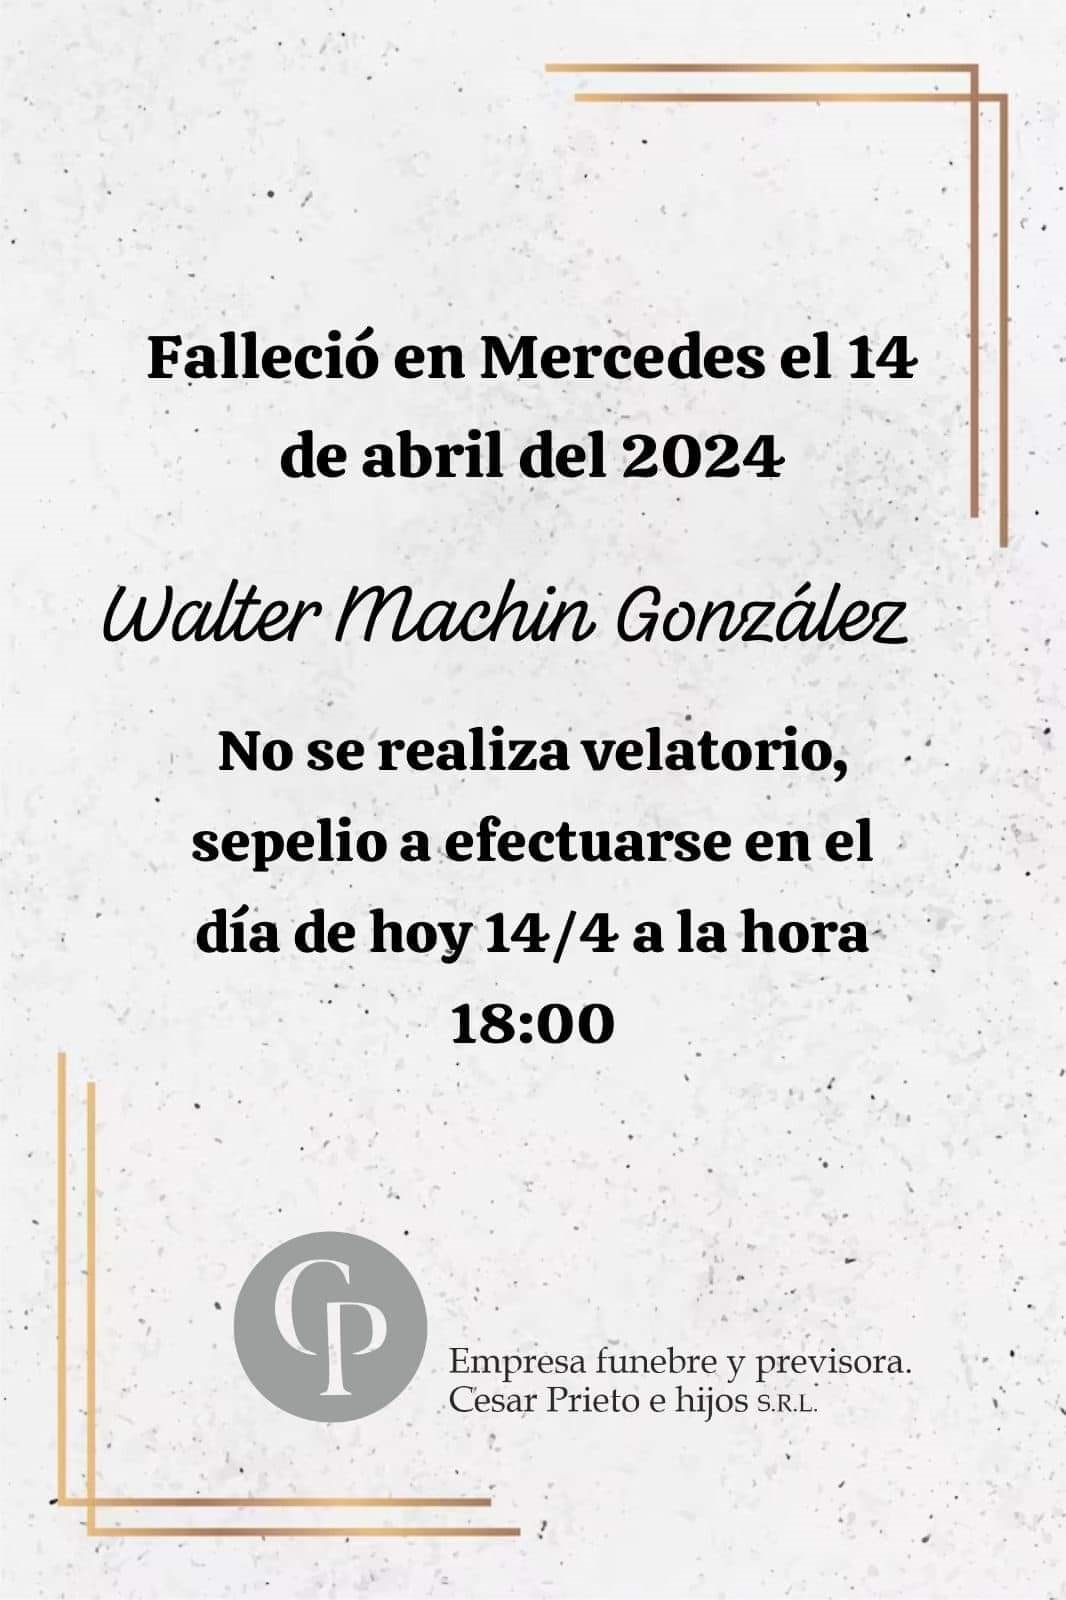 Falleció en Mercedes el 14
de abril del 2024
Walter Machin González
No se realiza velatorio,
sepelio a efectuarse en el
día de hoy 14/4 a la hora
18:00
CP
Empresa funebre y previsora.
Cesar Prieto e hijos S.R.L.